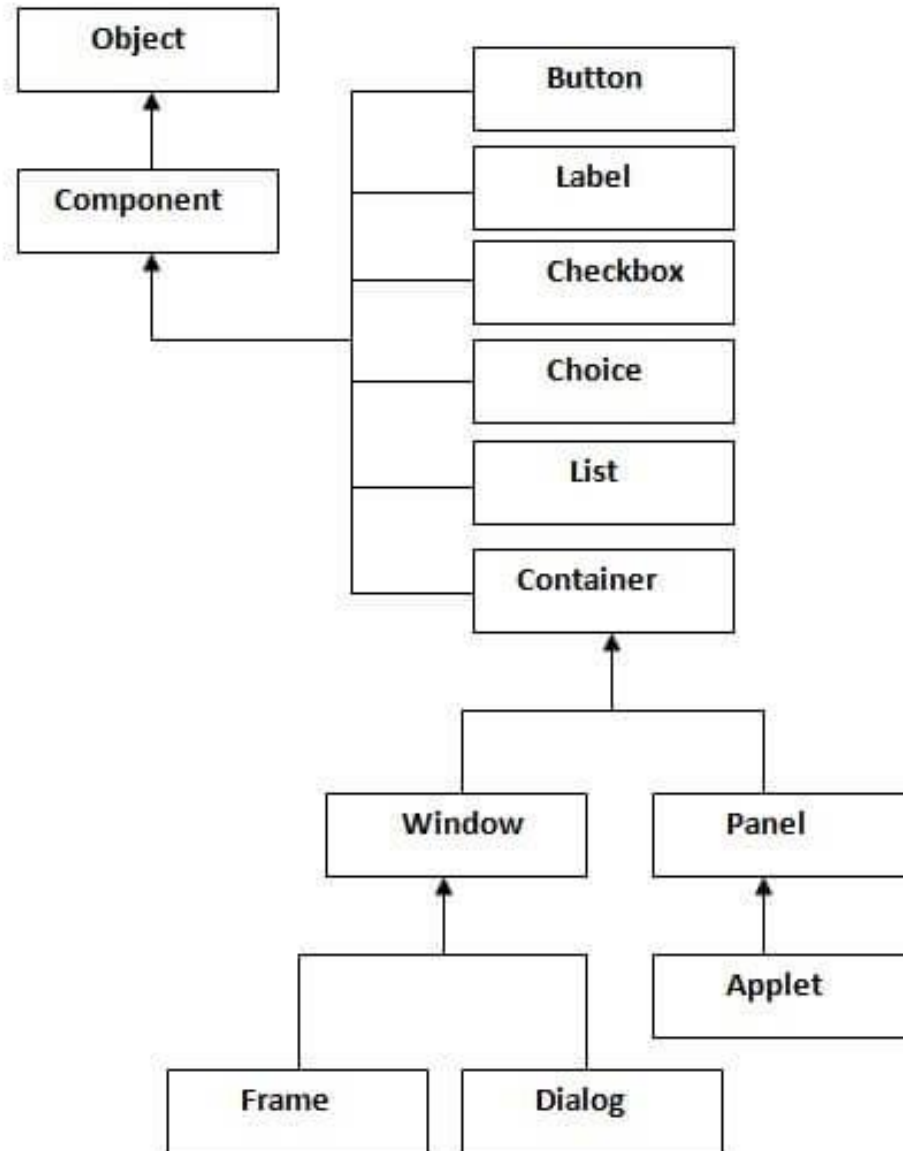 Object
Component
Button
Label
Checkbox
Choice
List
Container
Window
Panel
Applet
Frame
Dialog